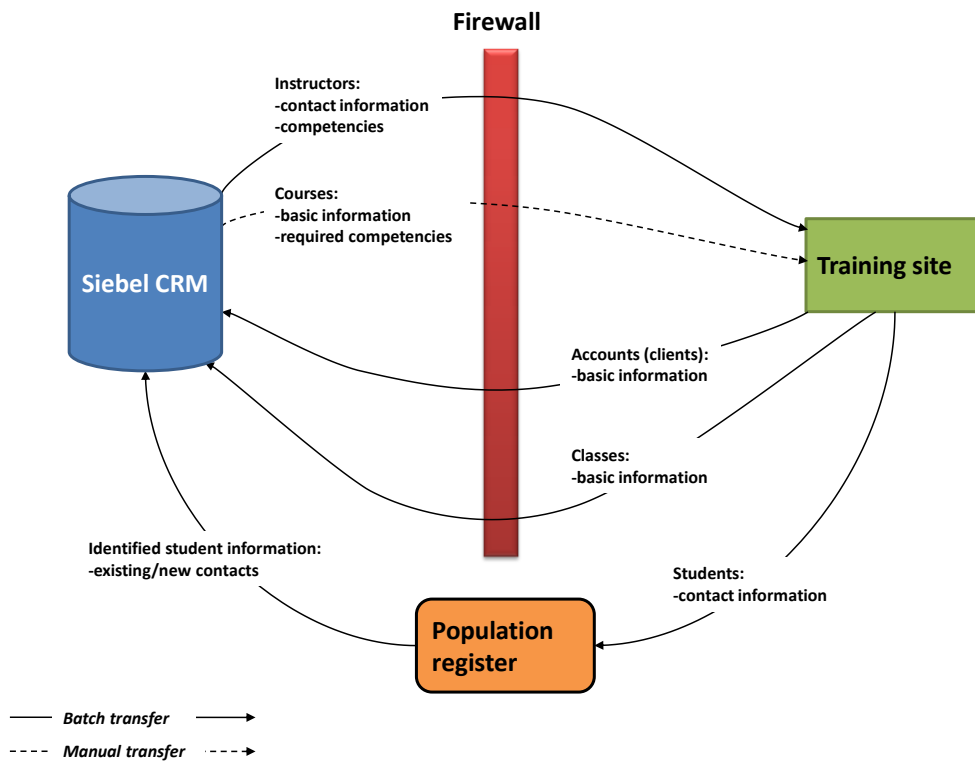 Firewall
Instructors:
-contact information
-competencies
Courses:
-basic information
-required competencies
Siebel CRM
Training site
Accounts (clients):
-basic information
Classes:
-basic information
Identified student information:
-existing/new contacts
Students:
-contact information
Population
register
Batch transfer
Manual transfer